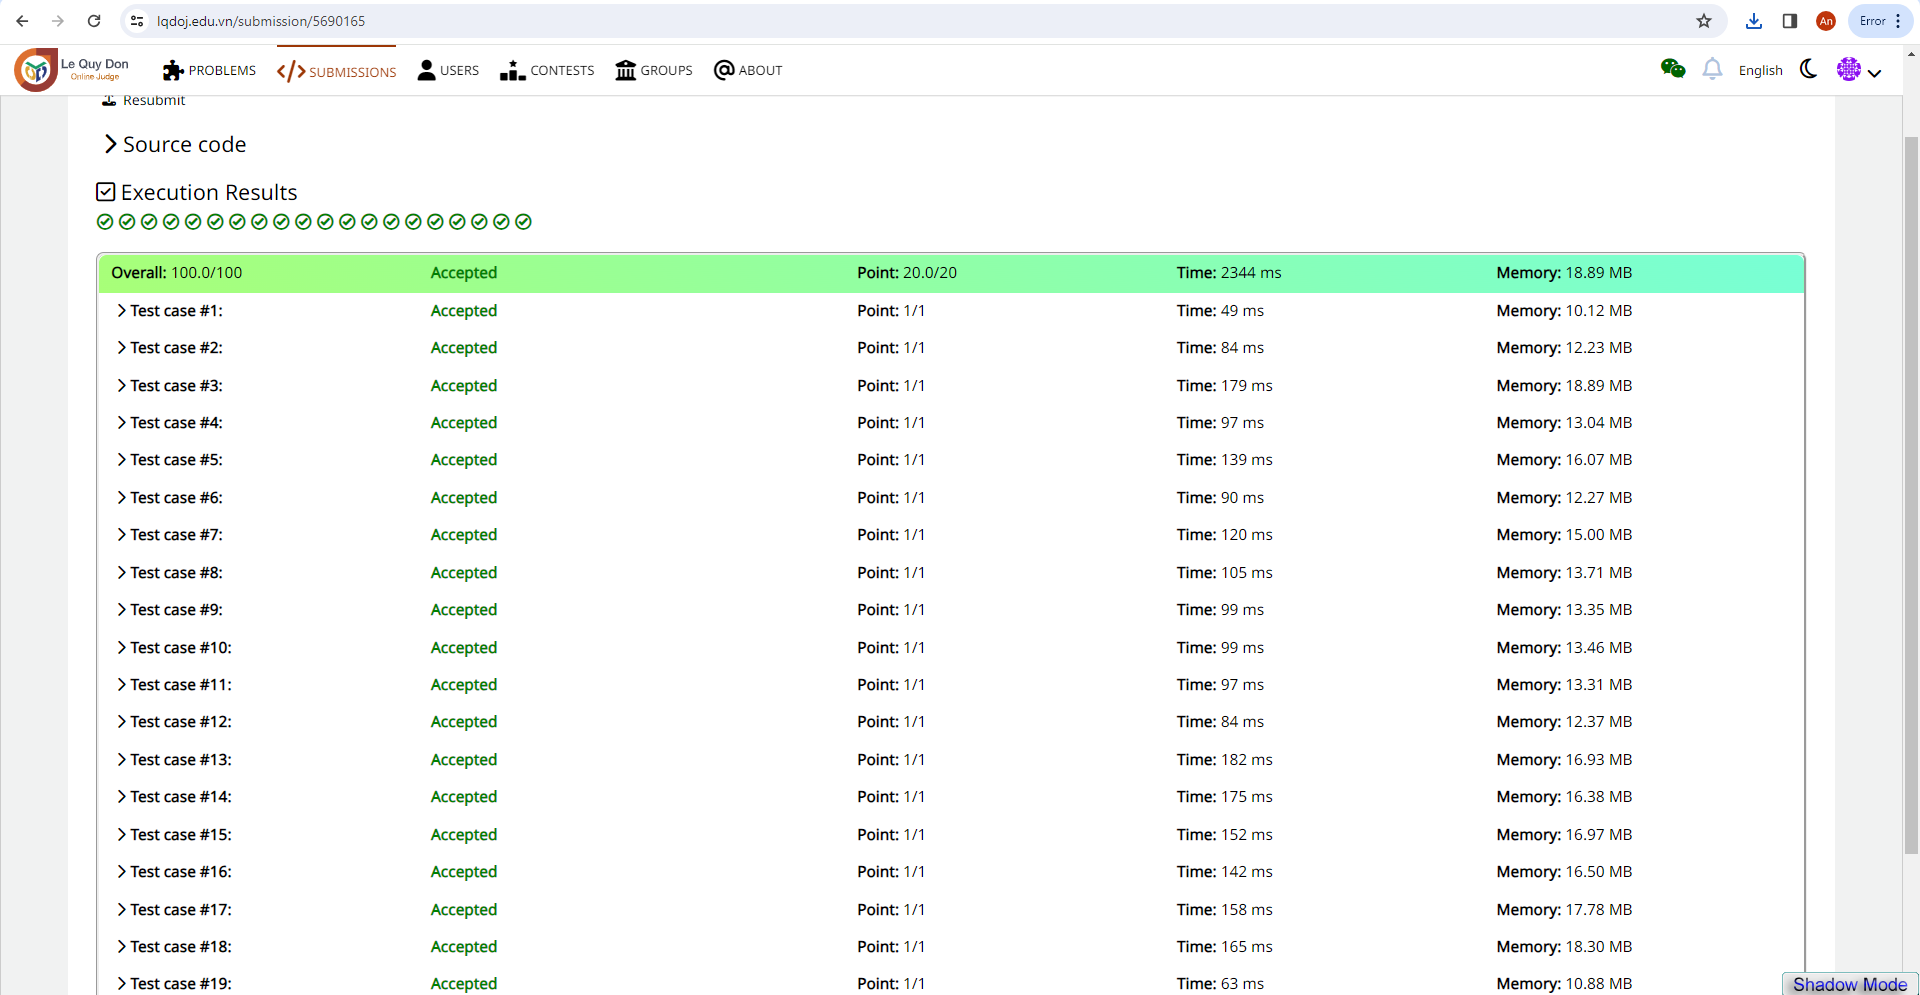 lqdoj.edu.vn/submission/5690165
An
Error
Le Quy Don
Online Judge
PROBLEMS
SUBMISSIONS
USERS
CONTESTS
GROUPS
ABOUT
English
Resubmit
Source code
Execution Results
Overall: 100.0/100 Accepted Point: 20.0/20 Time: 2344 ms Memory: 18.89 MB
Test case #1: Accepted Point: 1/1 Time: 49 ms Memory: 10.12 MB
Test case #2: Accepted Point: 1/1 Time: 84 ms Memory: 12.23 MB
Test case #3: Accepted Point: 1/1 Time: 179 ms Memory: 18.89 MB
Test case #4: Accepted Point: 1/1 Time: 97 ms Memory: 13.04 MB
Test case #5: Accepted Point: 1/1 Time: 139 ms Memory: 16.07 MB
Test case #6: Accepted Point: 1/1 Time: 90 ms Memory: 12.27 MB
Test case #7: Accepted Point: 1/1 Time: 120 ms Memory: 15.00 MB
Test case #8: Accepted Point: 1/1 Time: 105 ms Memory: 13.71 MB
Test case #9: Accepted Point: 1/1 Time: 99 ms Memory: 13.35 MB
Test case #10: Accepted Point: 1/1 Time: 99 ms Memory: 13.46 MB
Test case #11: Accepted Point: 1/1 Time: 97 ms Memory: 13.31 MB
Test case #12: Accepted Point: 1/1 Time: 84 ms Memory: 12.37 MB
Test case #13: Accepted Point: 1/1 Time: 182 ms Memory: 16.93 MB
Test case #14: Accepted Point: 1/1 Time: 175 ms Memory: 16.38 MB
Test case #15: Accepted Point: 1/1 Time: 152 ms Memory: 16.97 MB
Test case #16: Accepted Point: 1/1 Time: 142 ms Memory: 16.50 MB
Test case #17: Accepted Point: 1/1 Time: 158 ms Memory: 17.78 MB
Test case #18: Accepted Point: 1/1 Time: 165 ms Memory: 18.30 MB
Test case #19: Accepted Point: 1/1 Time: 63 ms Memory: 10.88 MB
Shadow Mode